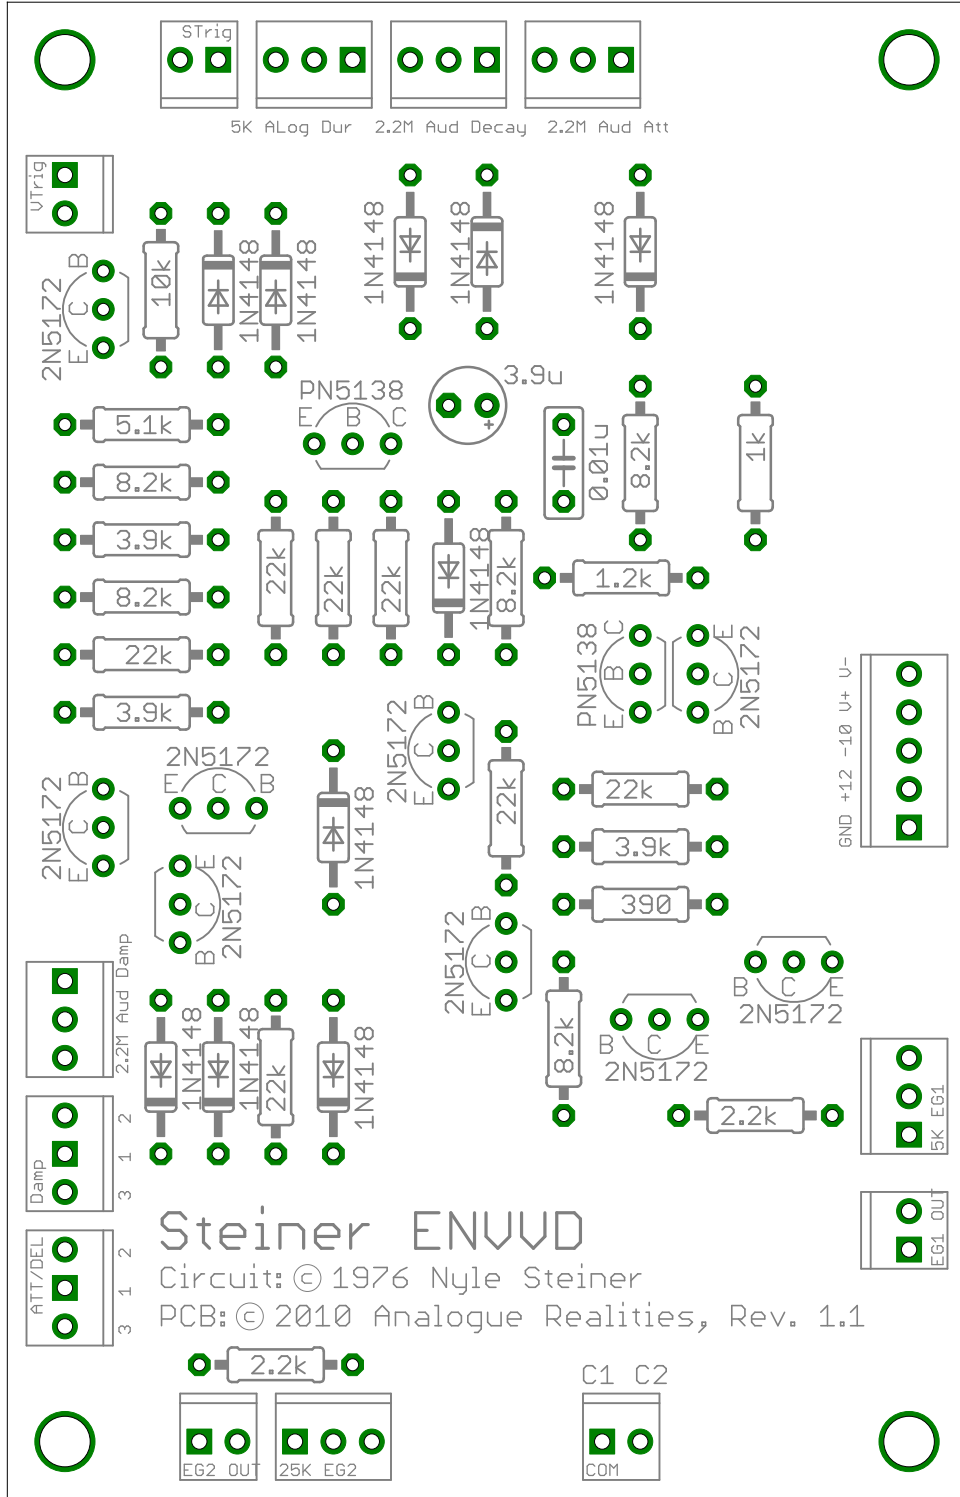 STrig
5K ALog Dur
2.2M Aud Decay
2.2M Aud Att
VTrig
B
C
E
2N5172
10k
1N4148
1N4148
1N4148
1N4148
1N4148
PN5138
E B C
3.9u
+
5.1k
8.2k
3.9k
8.2k
22k
3.9k
22k
22k
22k
1N4148
8.2k
0.01u
8.2k
1k
1.2k
PN5138
C
B
E
E
C
B
2N5172
GND +12 -10 V+ V-
2N5172
B
C
E
2N5172
E C B
2N5172
B
C
E
1N4148
22k
22k
3.9k
390
E
C
B
2N5172
2N5172
B
C
E
B C E
2N5172
B C E
2N5172
2.2M Aud Damp
1N4148
1N4148
22k
1N4148
8.2k
2.2k
5K EG1
Damp
2
1
3
EG1 OUT
ATT/DEL
2
1
3
Steiner ENVVD
Circuit: © 1976 Nyle Steiner
PCB: © 2010 Analogue Realities, Rev. 1.1
2.2k
C1 C2
EG2 OUT
25K EG2
COM